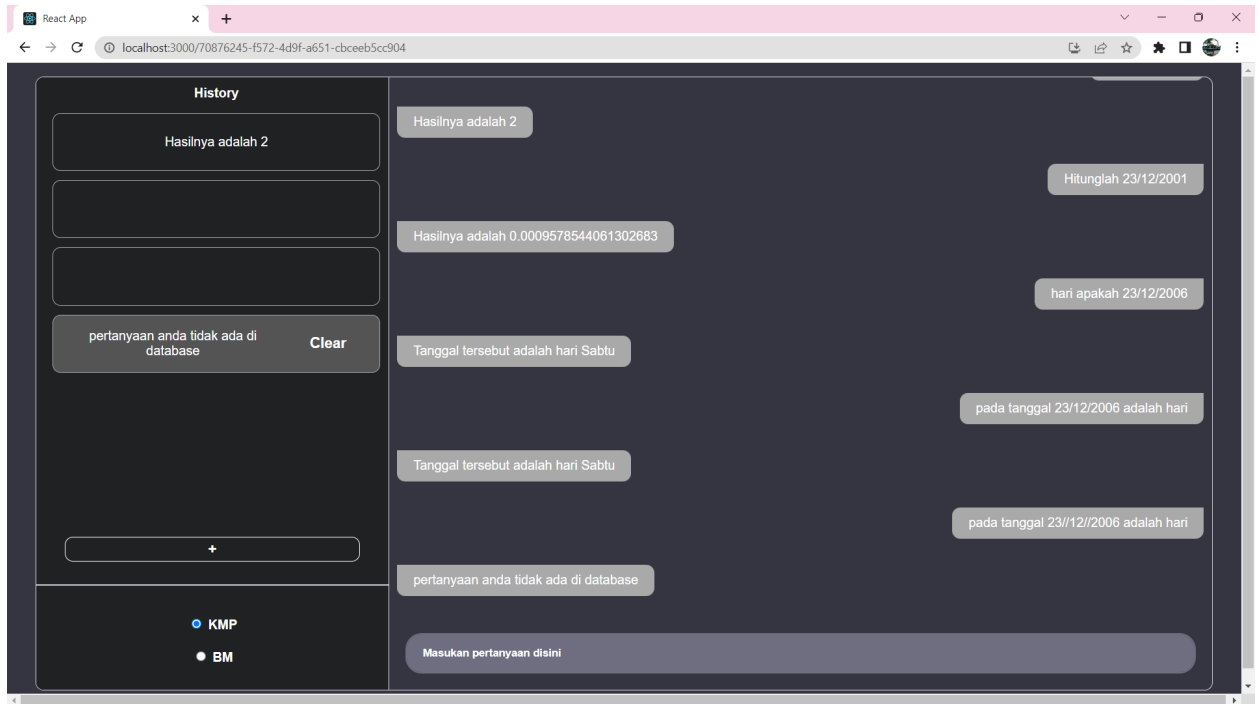 React App
localhost:3000/70876245-f572-4d9f-a651-cbceeb5cc904
History
Hasilnya adalah 2
pertanyaan anda tidak ada di
database
Clear
+
KMP
BM
Hasilnya adalah 2
Hitunglah 23/12/2001
Hasilnya adalah 0.0009578544061302683
hari apakah 23/12/2006
Tanggal tersebut adalah hari Sabtu
pada tanggal 23/12/2006 adalah hari
Tanggal tersebut adalah hari Sabtu
pada tanggal 23//12//2006 adalah hari
pertanyaan anda tidak ada di database
Masukan pertanyaan disini